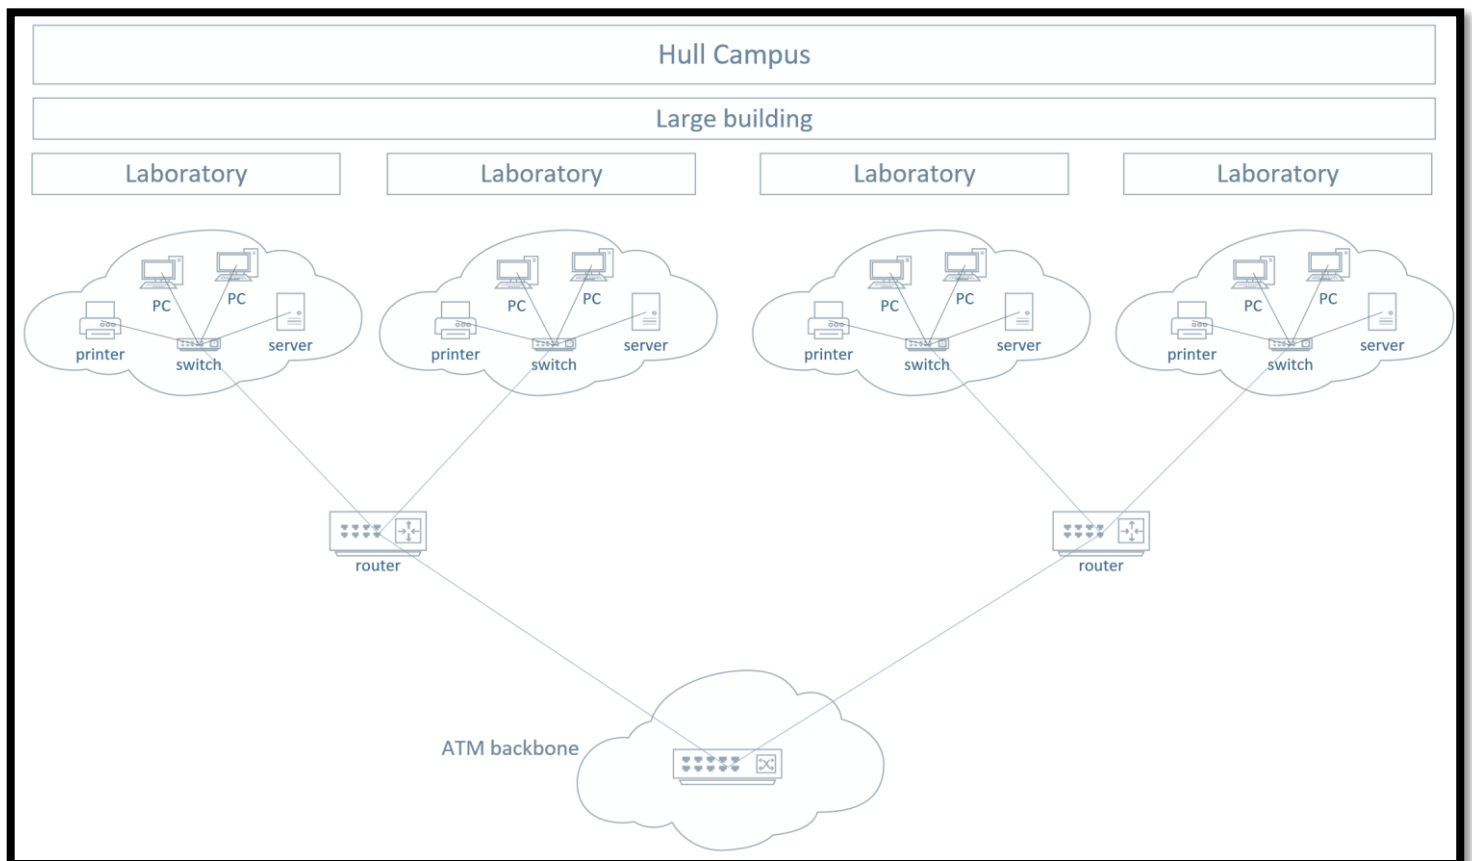 Hull Campus
Large building
Laboratory
Laboratory
Laboratory
Laboratory
PC
PC
printer
server
switch
PC
PC
printer
server
switch
PC
PC
printer
server
switch
PC
PC
printer
server
switch
router
router
ATM backbone